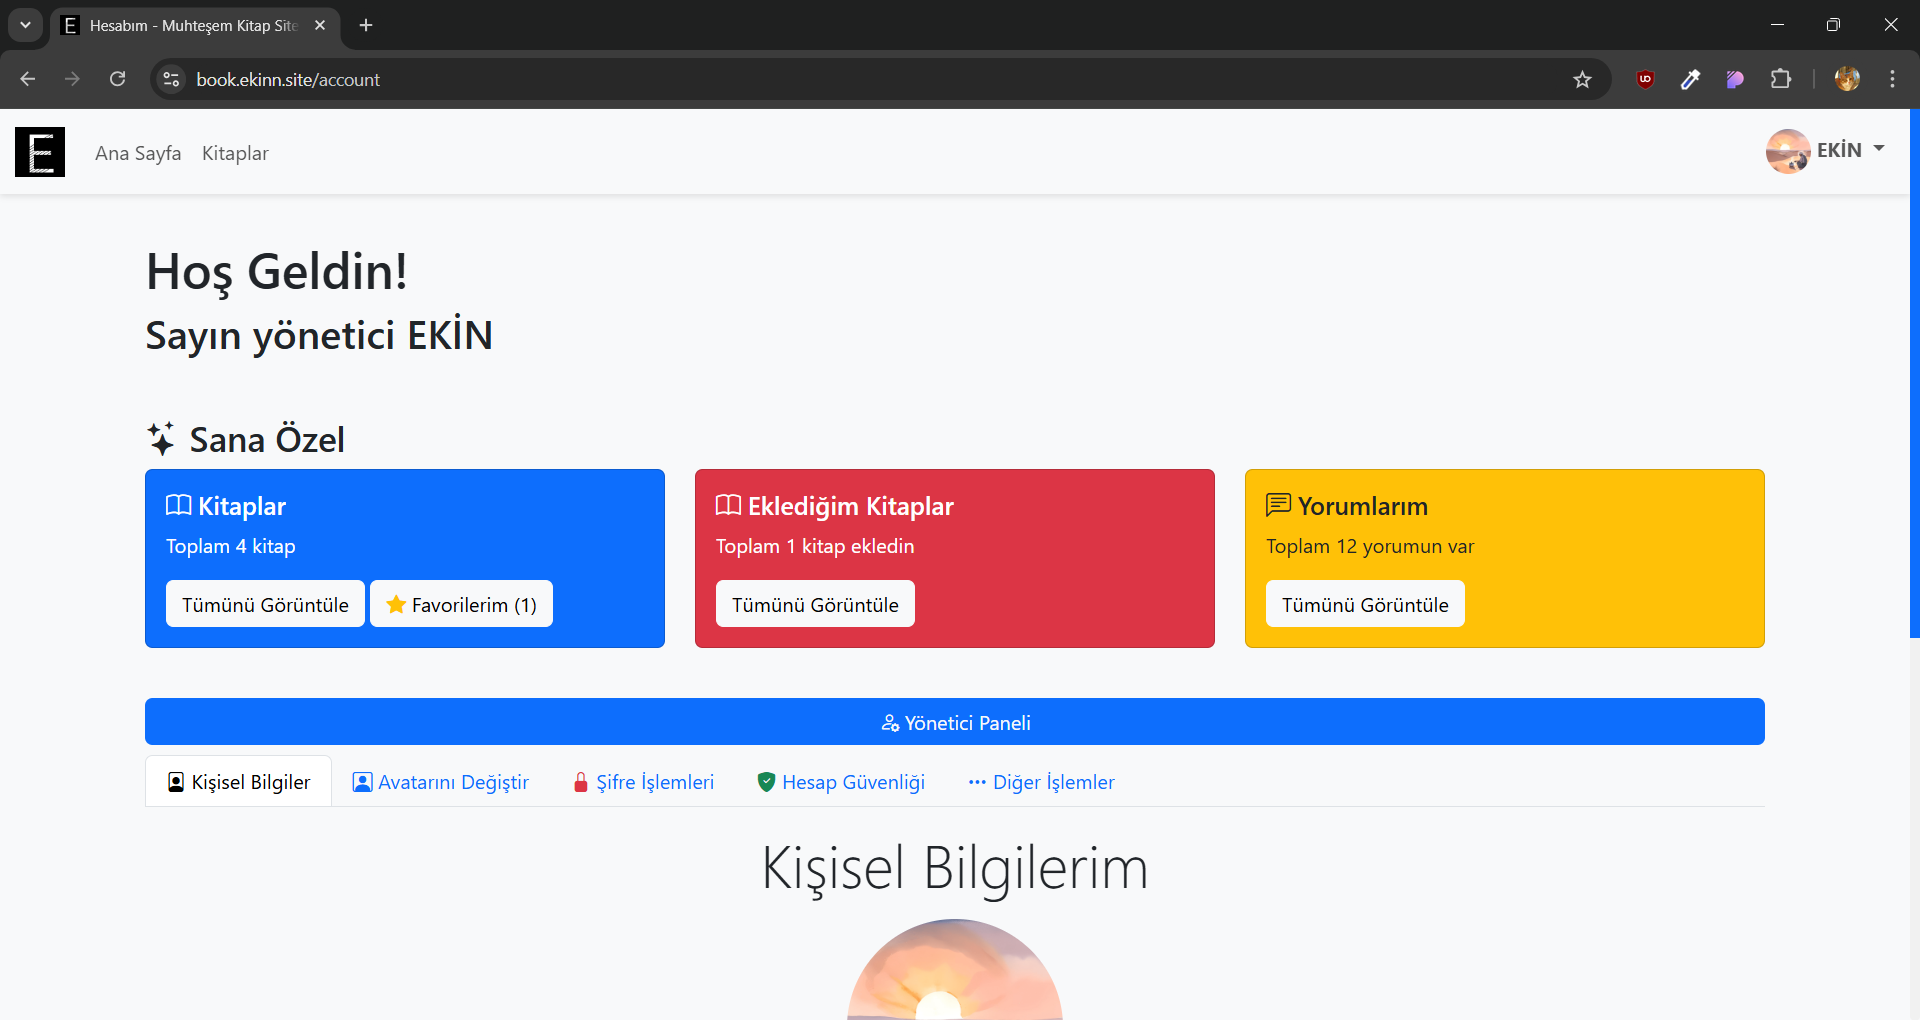 E Hesabım - Muhteşem Kitap Site
book.ekinn.site/account
E Ana Sayfa Kitaplar EKİN
Hoş Geldin!
Sayın yönetici EKİN
Sana Özel
Kitaplar
Toplam 4 kitap
Tümünü Görüntüle Favorilerim (1)
Eklediğim Kitaplar
Toplam 1 kitap ekledin
Tümünü Görüntüle
Yorumlarım
Toplam 12 yorumun var
Tümünü Görüntüle
Yönetici Paneli
Kişisel Bilgiler Avatarını Değiştir Şifre İşlemleri Hesap Güvenliği Diğer İşlemler
Kişisel Bilgilerim